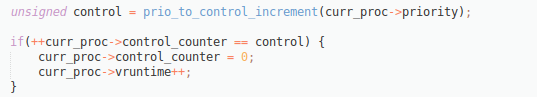 unsigned control = prio_to_control_increment(curr_proc->priority);
if(++curr_proc->control_counter == control) {
curr_proc->control_counter = 0;
curr_proc->vruntime++;
}